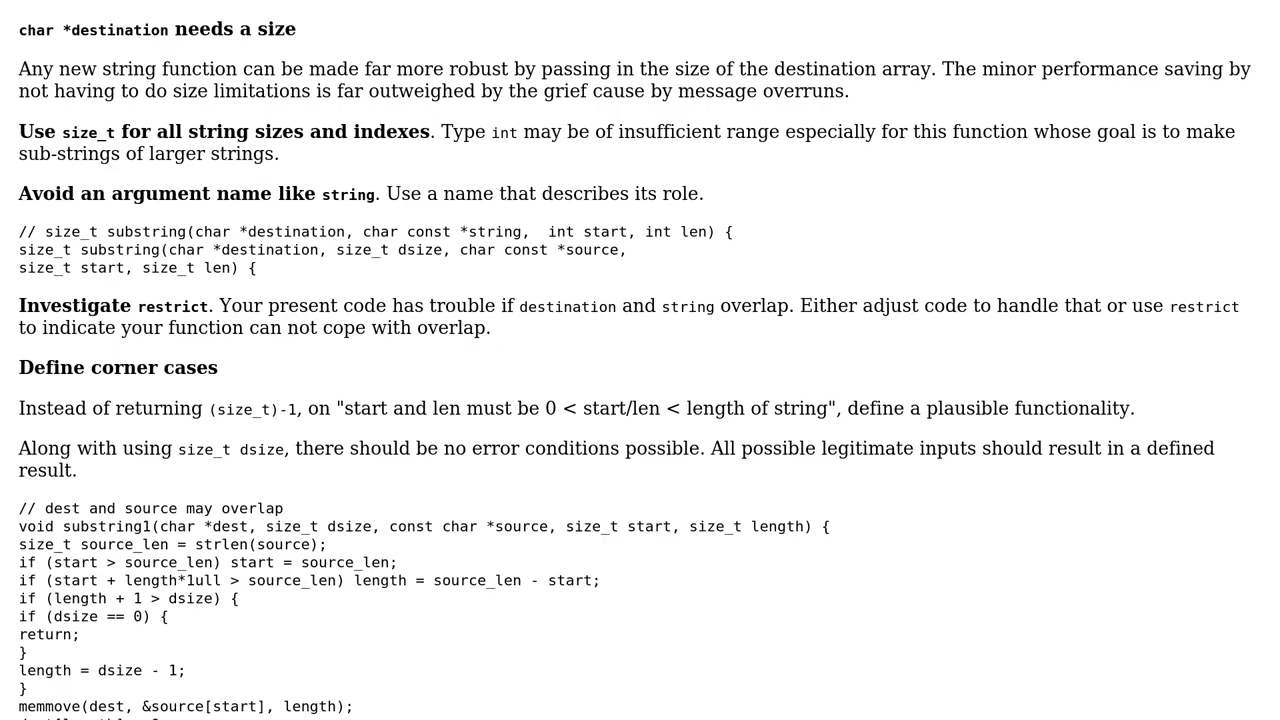 char *destination needs a size
Any new string function can be made far more robust by passing in the size of the destination array. The minor performance saving by
not having to do size limitations is far outweighed by the grief cause by message overruns.
Use size_t for all string sizes and indexes. Type int may be of insufficient range especially for this function whose goal is to make
sub-strings of larger strings.
Avoid an argument name like string. Use a name that describes its role.
// size_t substring(char *destination, char const *string,  int start, int len) {
size_t substring(char *destination, size_t dsize, char const *source,
size_t start, size_t len) {
Investigate restrict. Your present code has trouble if destination and string overlap. Either adjust code to handle that or use restrict
to indicate your function can not cope with overlap.
Define corner cases
Instead of returning (size_t)-1, on "start and len must be 0 < start/len < length of string", define a plausible functionality.
Along with using size_t dsize, there should be no error conditions possible. All possible legitimate inputs should result in a defined
result.
// dest and source may overlap
void substring1(char *dest, size_t dsize, const char *source, size_t start, size_t length) {
size_t source_len = strlen(source);
if (start > source_len) start = source_len;
if (start + length*1ull > source_len) length = source_len - start;
if (length + 1 > dsize) {
if (dsize == 0) {
return;
}
length = dsize - 1;
}
memmove(dest, &source[start], length);